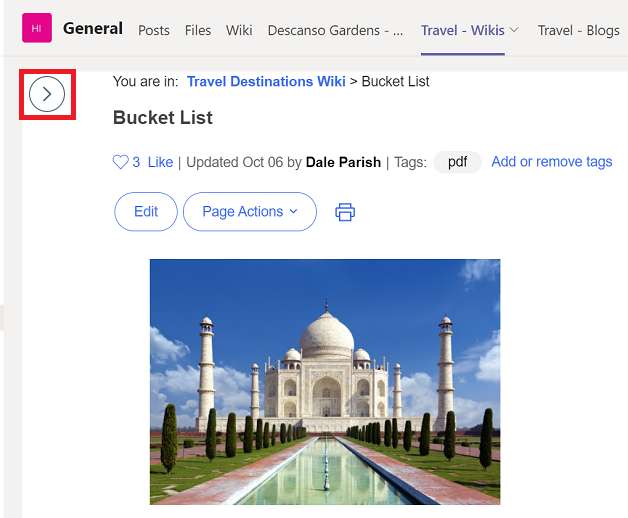 HI General Posts Files Wiki Descanso Gardens - ... Travel - Wikis Travel - Blogs
You are in: Travel Destinations Wiki > Bucket List
Bucket List
3 Like | Updated Oct 06 by Dale Parish | Tags: pdf Add or remove tags
Edit Page Actions